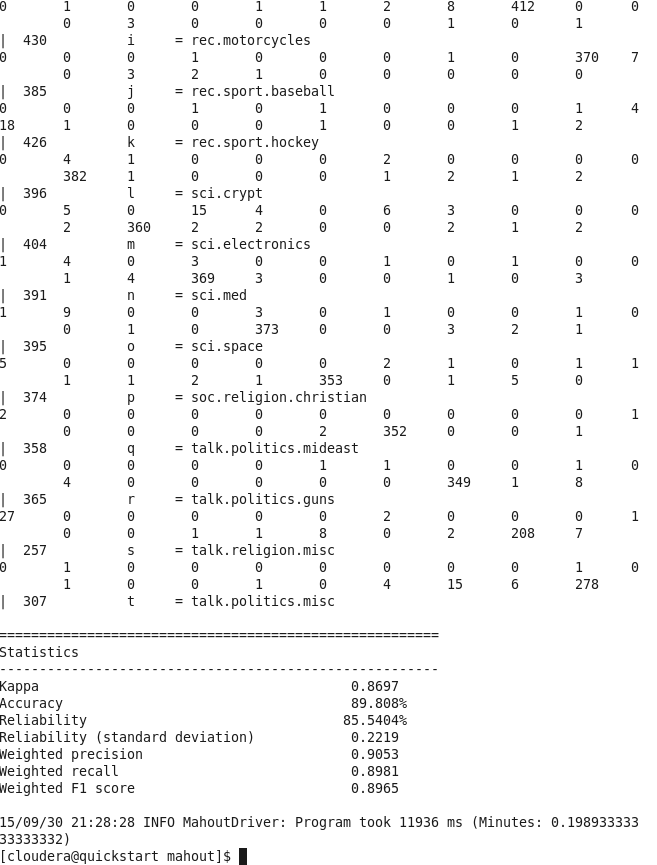 0 1 0 0 1 1 2 8 412 0 0
0 3 0 0 0 0 0 1 0 1
| 430 i = rec.motorcycles
0 0 0 1 0 0 0 1 0 370 7
0 3 2 1 0 0 0 0 0 0
| 385 j = rec.sport.baseball
0 0 0 1 0 1 0 0 0 1 4
18 1 0 0 0 1 0 0 1 2
| 426 k = rec.sport.hockey
0 4 1 0 0 0 2 0 0 0 0
382 1 0 0 0 1 2 1 2
| 396 l = sci.crypt
0 5 0 15 4 0 6 3 0 0 0
2 360 2 2 0 0 2 1 2
| 404 m = sci.electronics
1 4 0 3 0 0 1 0 1 0 0
1 4 369 3 0 0 1 0 3
| 391 n = sci.med
1 9 0 0 3 0 1 0 0 1 0
0 1 0 373 0 0 3 2 1
| 395 o = sci.space
5 0 0 0 0 0 2 1 0 1 1
1 1 2 1 353 0 1 5 0
| 374 p = soc.religion.christian
2 0 0 0 0 0 0 0 0 0 1
0 0 0 0 2 352 0 0 1
| 358 q = talk.politics.mideast
0 0 0 0 0 1 1 0 0 1 0
4 0 0 0 0 0 349 1 8
| 365 r = talk.politics.guns
27 0 0 0 0 0 2 0 0 0 1
0 0 1 1 8 0 2 208 7
| 257 s = talk.religion.misc
0 1 0 0 0 0 0 0 0 1 0
1 0 0 1 0 4 15 6 278
| 307 t = talk.politics.misc
=======================================================
Statistics
-------------------------------------------------------
Kappa 0.8697
Accuracy 89.808%
Reliability 85.5404%
Reliability (standard deviation) 0.2219
Weighted precision 0.9053
Weighted recall 0.8981
Weighted F1 score 0.8965
15/09/30 21:28:28 INFO MahoutDriver: Program took 11936 ms (Minutes: 0.198933333
33333332)
[cloudera@quickstart mahout]$